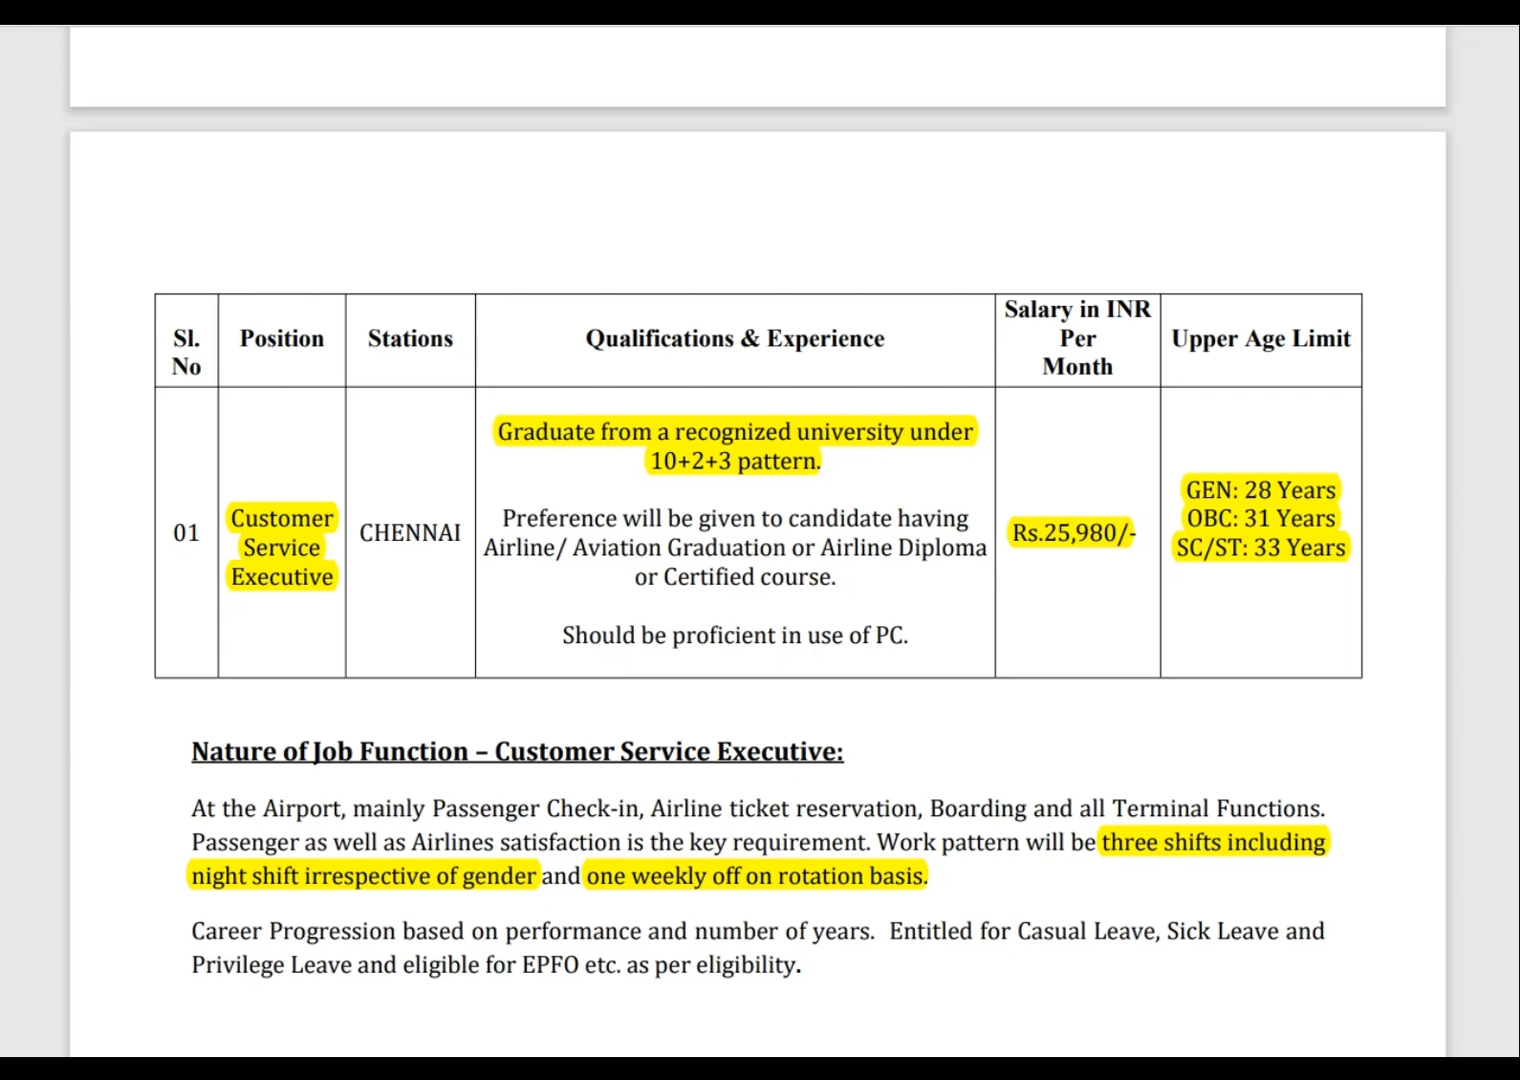 Sl.
No
Position
Stations
Qualifications & Experience
Salary in INR
Per
Month
Upper Age Limit
01
Customer
Service
Executive
CHENNAI
Graduate from a recognized university under
10+2+3 pattern.
Preference will be given to candidate having
Airline/ Aviation Graduation or Airline Diploma
or Certified course.
Should be proficient in use of PC.
Rs.25,980/-
GEN: 28 Years
OBC: 31 Years
SC/ST: 33 Years
Nature of Job Function – Customer Service Executive:
At the Airport, mainly Passenger Check-in, Airline ticket reservation, Boarding and all Terminal Functions.
Passenger as well as Airlines satisfaction is the key requirement. Work pattern will be three shifts including
night shift irrespective of gender and one weekly off on rotation basis.
Career Progression based on performance and number of years. Entitled for Casual Leave, Sick Leave and
Privilege Leave and eligible for EPFO etc. as per eligibility.